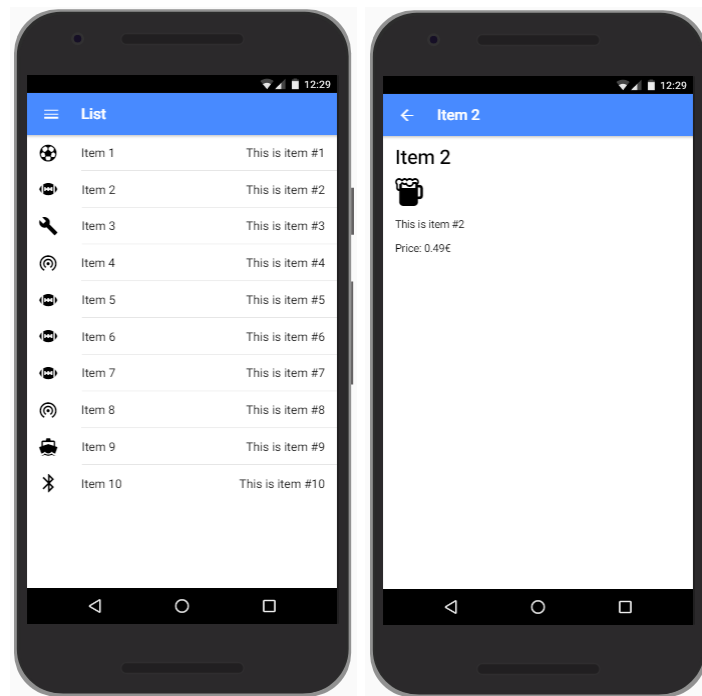 12:29
List
Item 1 This is item #1
Item 2 This is item #2
Item 3 This is item #3
Item 4 This is item #4
Item 5 This is item #5
Item 6 This is item #6
Item 7 This is item #7
Item 8 This is item #8
Item 9 This is item #9
Item 10 This is item #10
12:29
Item 2
Item 2
This is item #2
Price: 0.49€